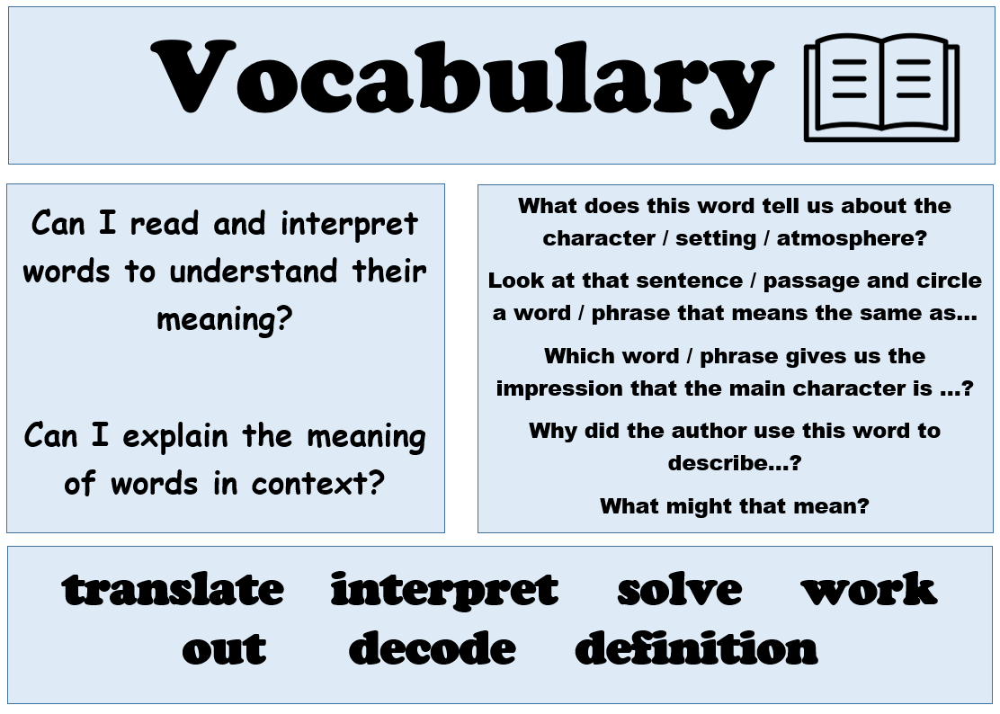 Vocabulary
Can I read and interpret
words to understand their
meaning?
Can I explain the meaning
of words in context?
What does this word tell us about the
character / setting / atmosphere?
Look at that sentence / passage and circle
a word / phrase that means the same as...
Which word / phrase gives us the
impression that the main character is ...?
Why did the author use this word to
describe...?
What might that mean?
translate interpret solve work
out decode definition